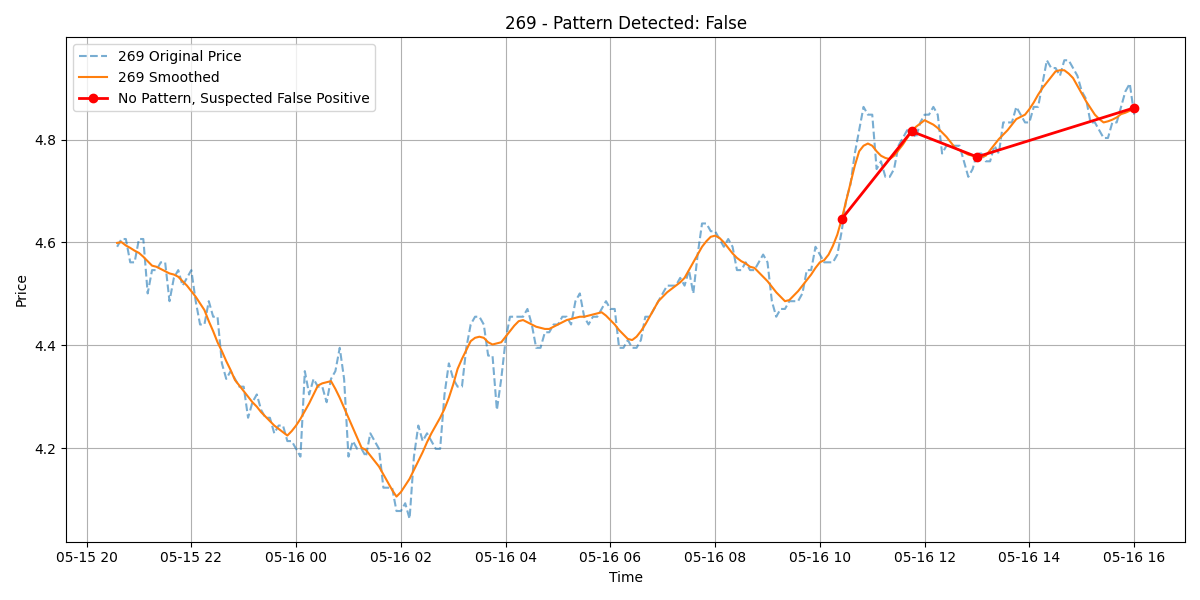 269 - Pattern Detected: False
269 Original Price
269 Smoothed
No Pattern, Suspected False Positive
Price
4.8
4.6
4.4
4.2
05-15 20 05-15 22 05-16 00 05-16 02 05-16 04 05-16 06 05-16 08 05-16 10 05-16 12 05-16 14 05-16 16
Time